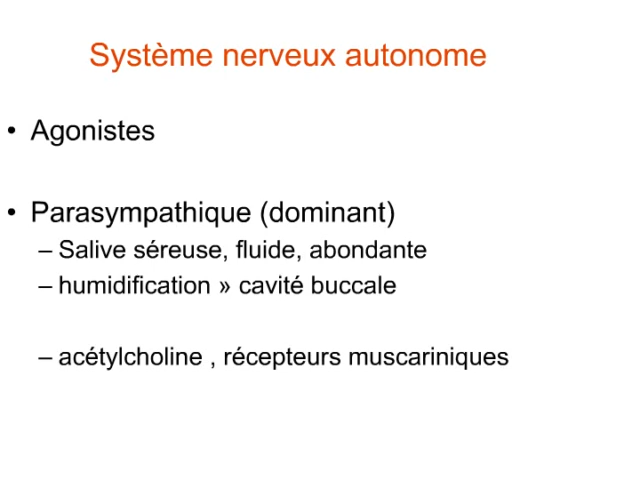 Système nerveux autonome
• Agonistes
• Parasympathique (dominant)
– Salive séreuse, fluide, abondante
– humidification » cavité buccale
– acétylcholine , récepteurs muscariniques